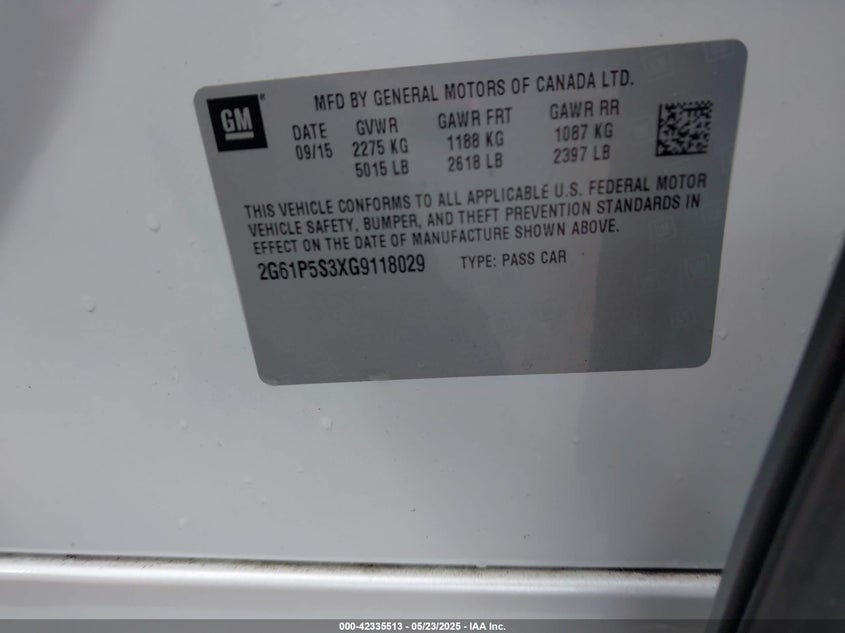 MFD BY GENERAL MOTORS OF CANADA LTD.
GM
DATE GVWR GAWR FRT GAWR RR
09/15 2275 KG 1188 KG 1087 KG
5015 LB 2618 LB 2397 LB
THIS VEHICLE CONFORMS TO ALL APPLICABLE U.S. FEDERAL MOTOR
VEHICLE SAFETY, BUMPER, AND THEFT PREVENTION STANDARDS IN
EFFECT ON THE DATE OF MANUFACTURE SHOWN ABOVE.
2G61P5S3XG9118029 TYPE: PASS CAR
000-42335513 - 05/23/2025 - IAA Inc.